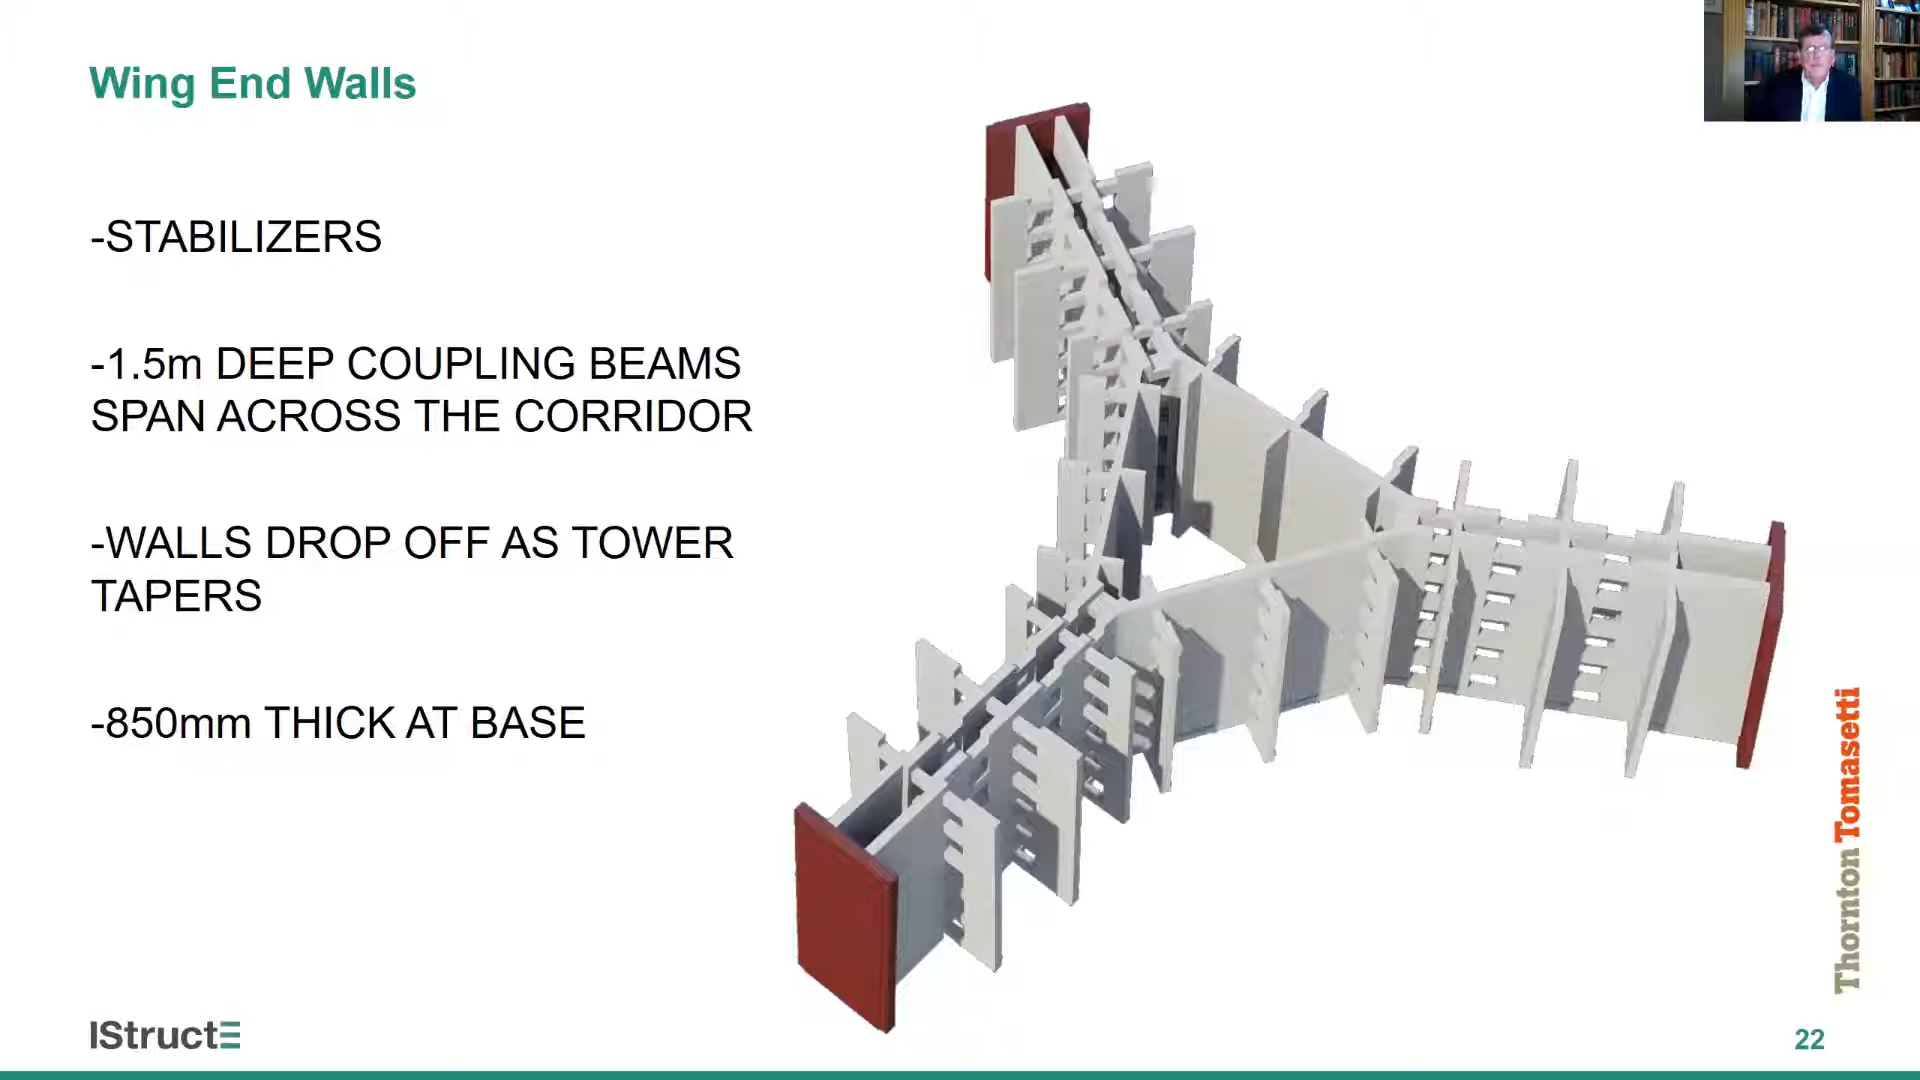 Wing End Walls
-STABILIZERS
-1.5m DEEP COUPLING BEAMS
SPAN ACROSS THE CORRIDOR
-WALLS DROP OFF AS TOWER
TAPERS
-850mm THICK AT BASE
Thornton Tomasetti
IStructE
22